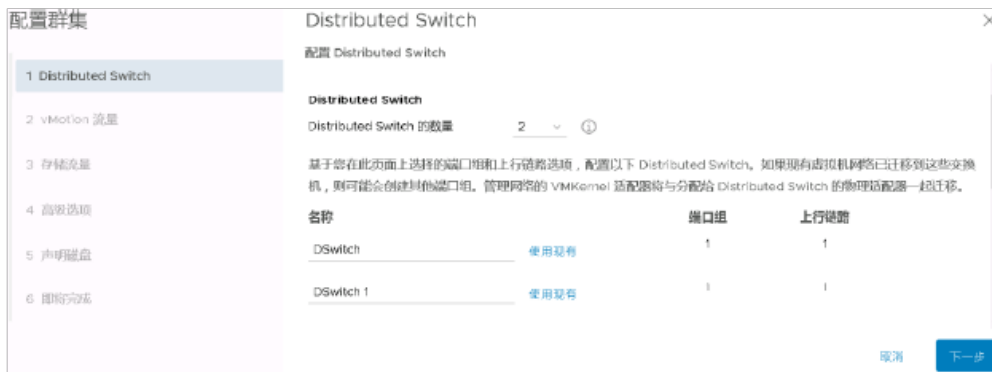 配置群集
Distributed Switch
配置 Distributed Switch
1 Distributed Switch
2 vMotion 流量
3 存储流量
4 高级选项
5 声明磁盘
6 即将完成
Distributed Switch
Distributed Switch 的数量 2
基于您在此页面上选择的端口组和上行链路选项，配置以下 Distributed Switch。如果现有虚拟机网络已迁移到这些交换
机，则可能会创建其他端口组。管理网络的 VMKernel 适配器将与分配给 Distributed Switch 的物理适配器一起迁移。
名称 端口组 上行链路
DSwitch 使用现有 1 1
DSwitch 1 使用现有 1 1
取消 下一步